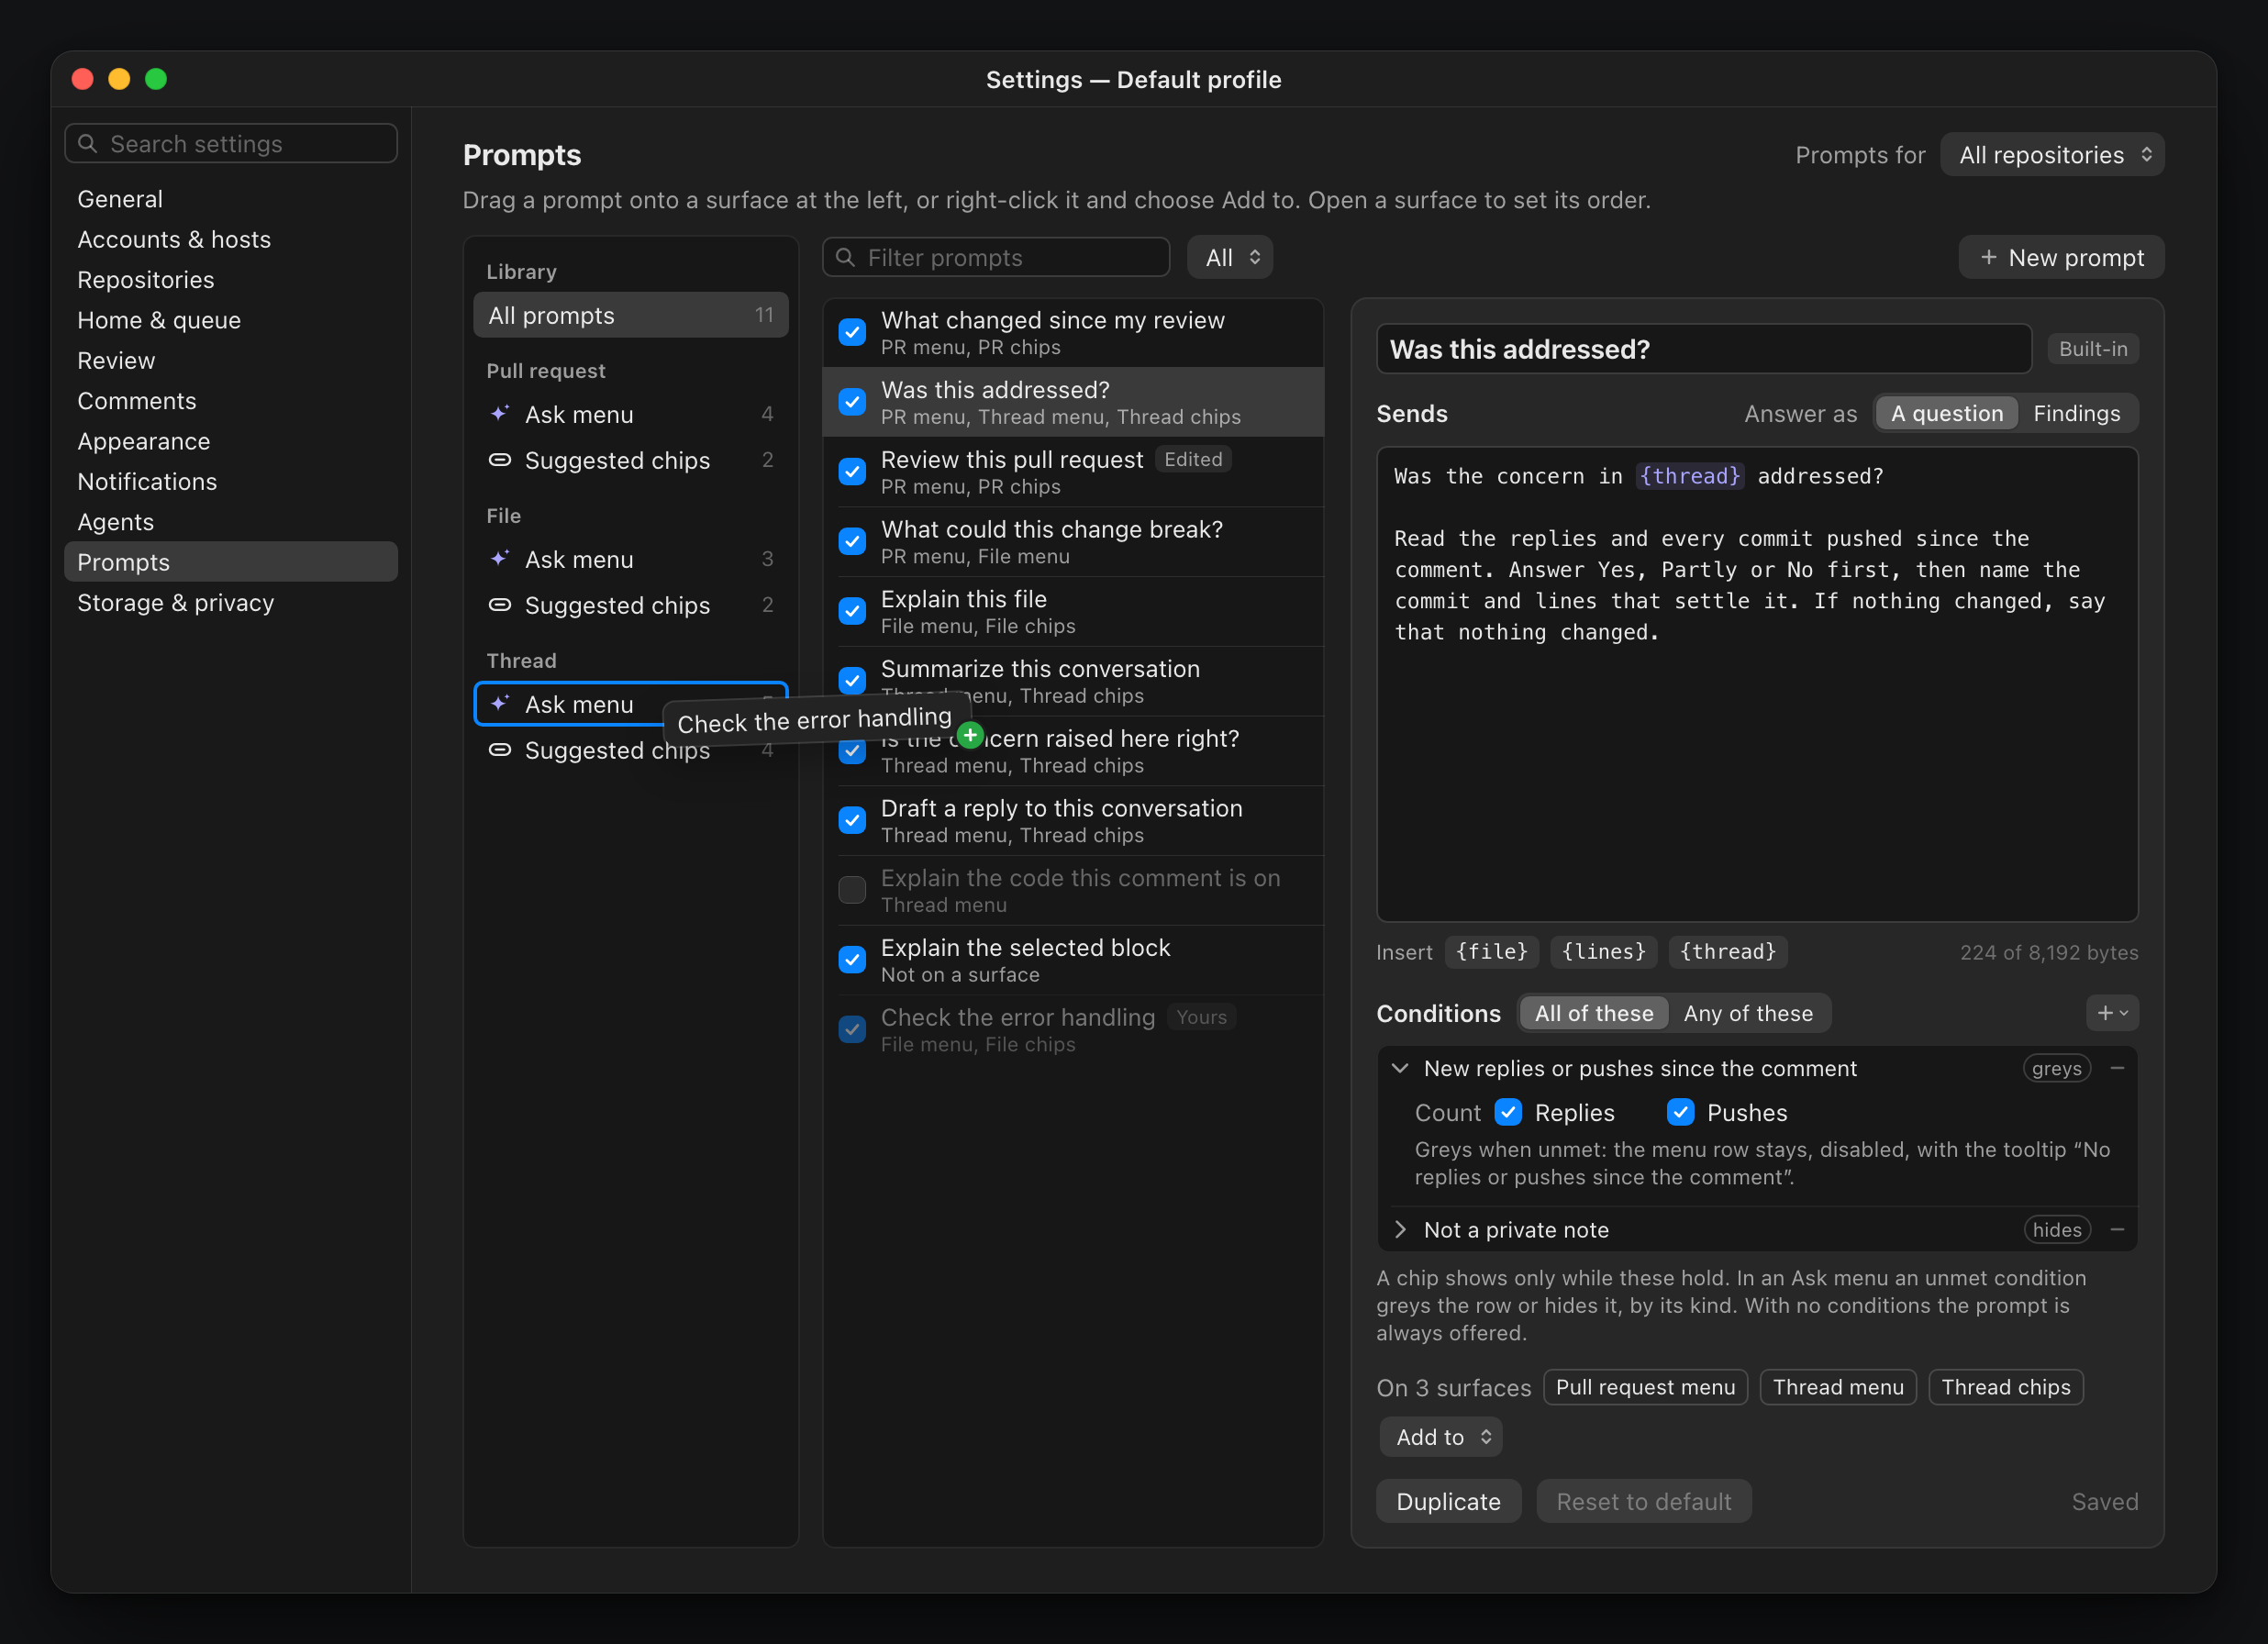 Settings — Default profile
Search settings
General
Accounts & hosts
Repositories
Home & queue
Review
Comments
Appearance
Notifications
Agents
Prompts
Storage & privacy
Prompts
Prompts for
All repositories
Drag a prompt onto a surface at the left, or right-click it and choose Add to. Open a surface to set its order.
Library
All prompts 11
Pull request
Ask menu 4
Suggested chips 2
File
Ask menu 3
Suggested chips 2
Thread
Ask menu
Suggested chips 4
Check the error handling
Filter prompts
All
New prompt
What changed since my review
PR menu, PR chips
Was this addressed?
PR menu, Thread menu, Thread chips
Review this pull request Edited
PR menu, PR chips
What could this change break?
PR menu, File menu
Explain this file
File menu, File chips
Summarize this conversation
Thread menu, Thread chips
Is the concern raised here right?
Thread menu, Thread chips
Draft a reply to this conversation
Thread menu, Thread chips
Explain the code this comment is on
Thread menu
Explain the selected block
Not on a surface
Check the error handling Yours
File menu, File chips
Was this addressed?
Built-in
Sends
Answer as
A question
Findings
Was the concern in {thread} addressed?
Read the replies and every commit pushed since the
comment. Answer Yes, Partly or No first, then name the
commit and lines that settle it. If nothing changed, say
that nothing changed.
Insert {file} {lines} {thread}
224 of 8,192 bytes
Conditions
All of these
Any of these
New replies or pushes since the comment
greys
Count Replies Pushes
Greys when unmet: the menu row stays, disabled, with the tooltip “No
replies or pushes since the comment”.
Not a private note
hides
A chip shows only while these hold. In an Ask menu an unmet condition
greys the row or hides it, by its kind. With no conditions the prompt is
always offered.
On 3 surfaces
Pull request menu
Thread menu
Thread chips
Add to
Duplicate
Reset to default
Saved